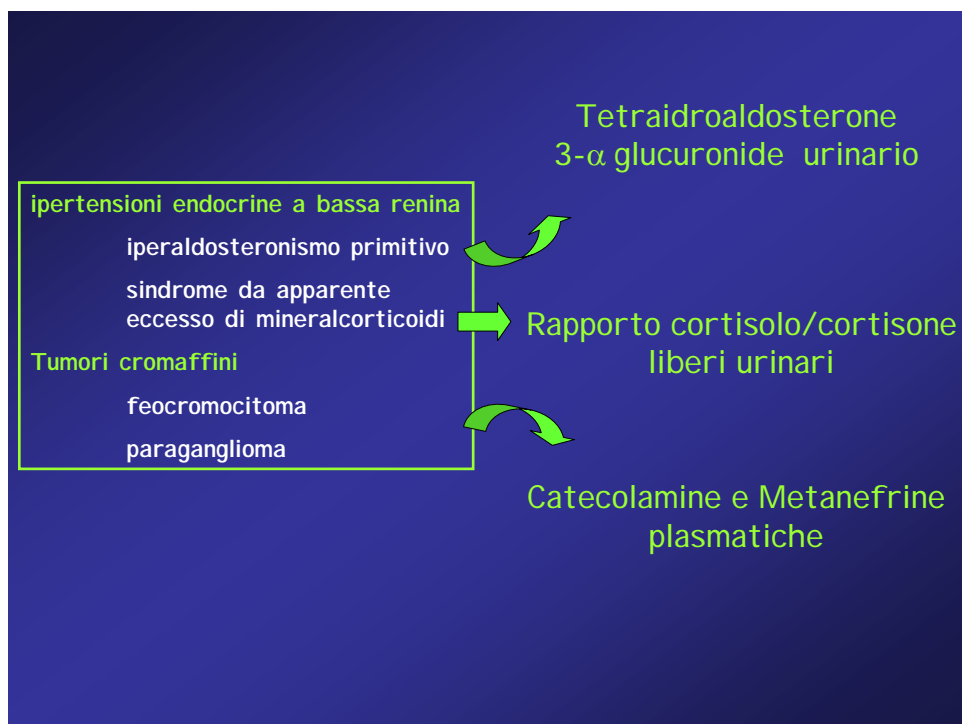 Tetraidroaldosterone
3-α glucuronide urinario
ipertensioni endocrine a bassa renina
iperaldosteronismo primitivo
sindrome da apparente
eccesso di mineralcorticoidi
Rapporto cortisolo/cortisone
liberi urinari
Tumori cromaffini
feocromocitoma
paraganglioma
Catecolamine e Metanefrine
plasmatiche